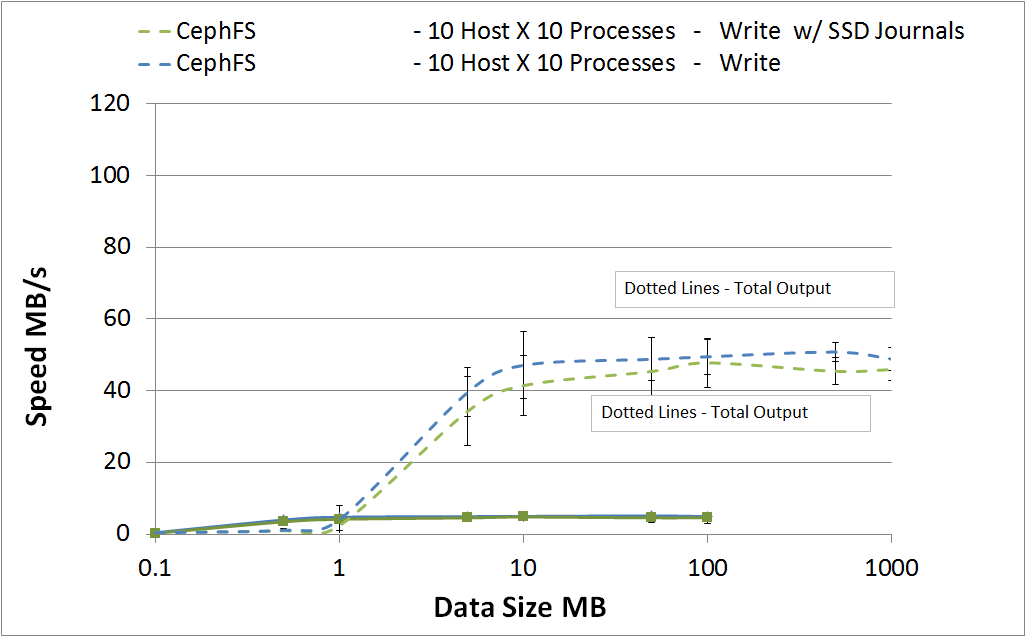 CephFS - 10 Host X 10 Processes - Write w/ SSD Journals
CephFS - 10 Host X 10 Processes - Write
120
100
80
60
40
20
0
Speed MB/s
Dotted Lines - Total Output
Dotted Lines - Total Output
0.1 1 10 100 1000
Data Size MB